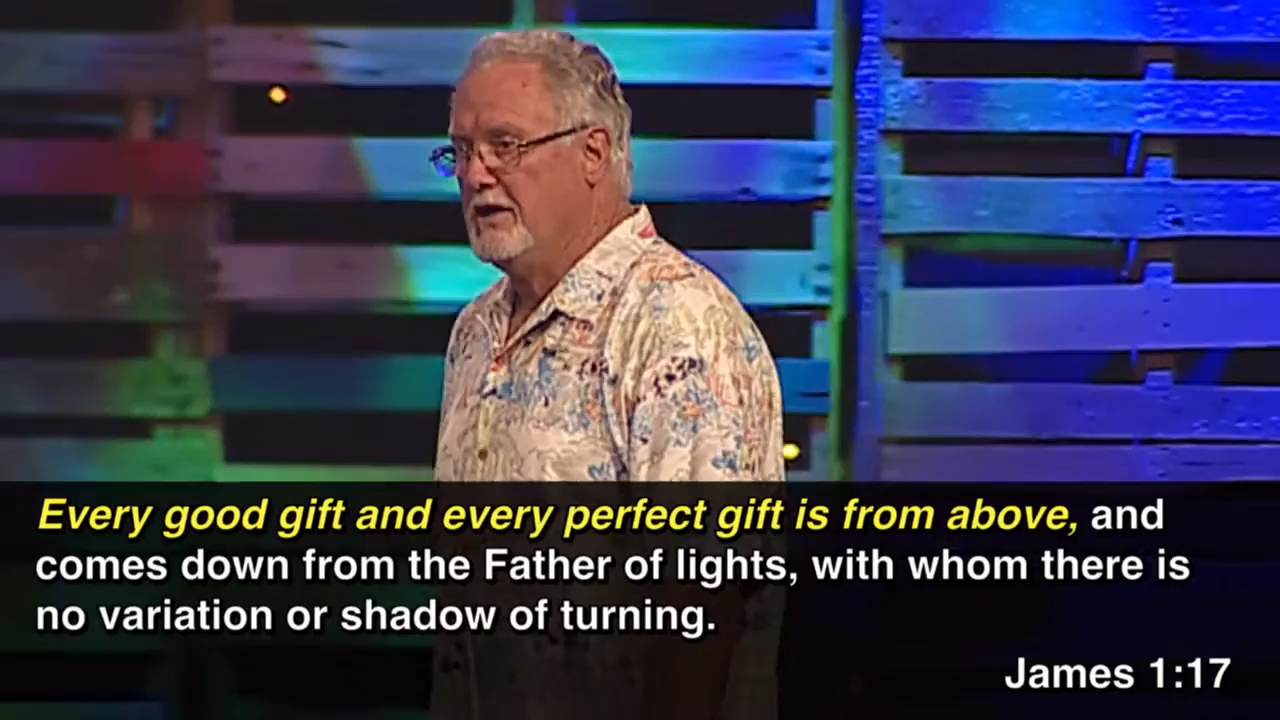 Every good gift and every perfect gift is from above, and
comes down from the Father of lights, with whom there is
no variation or shadow of turning.
James 1:17